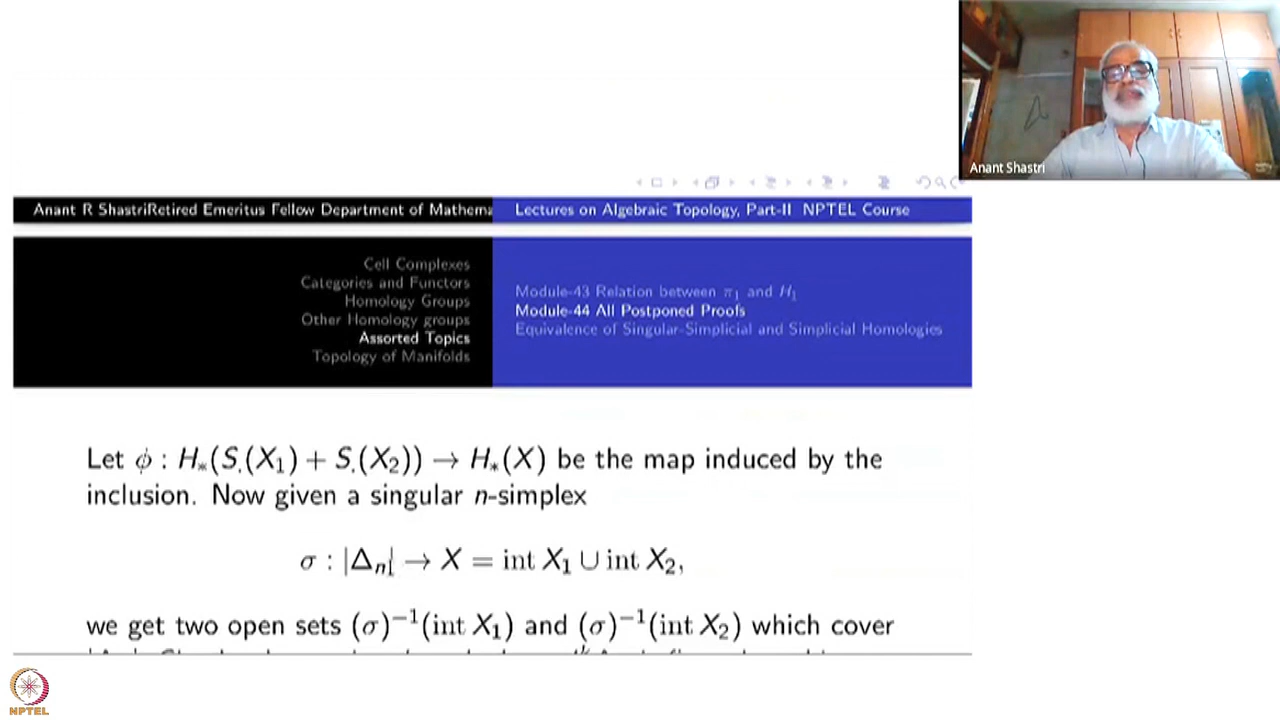 Anant Shastri
Anant R ShastriRetired Emeritus Fellow Department of Mathema
Lectures on Algebraic Topology, Part-II NPTEL Course
Cell Complexes
Categories and Functors
Homology Groups
Other Homology groups
Assorted Topics
Topology of Manifolds
Module-43 Relation between π₁ and H₁
Module-44 All Postponed Proofs
Equivalence of Singular-Simplicial and Simplicial Homologies
Let ϕ : H∗(S.(X₁) + S.(X₂)) → H∗(X) be the map induced by the
inclusion. Now given a singular n-simplex
σ : |Δₙ| → X = int X₁ ∪ int X₂,
we get two open sets (σ)⁻¹(int X₁) and (σ)⁻¹(int X₂) which cover
NPTEL